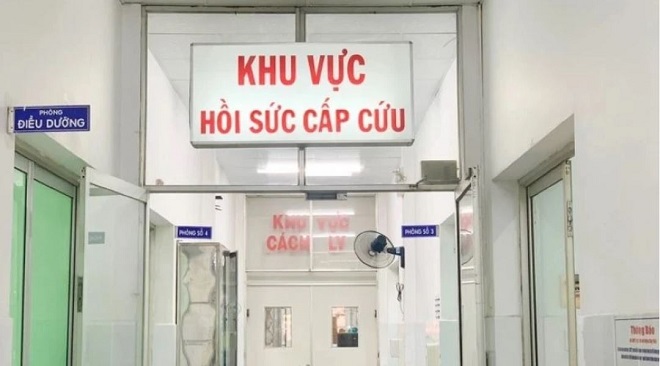 KHU VỰC
HỒI SỨC CẤP CỨU
PHÒNG
ĐIỀU DƯỠNG
PHÒNG SỐ 4
KHU VỰC
CÁCH LY
PHÒNG SỐ 3
Thông Báo